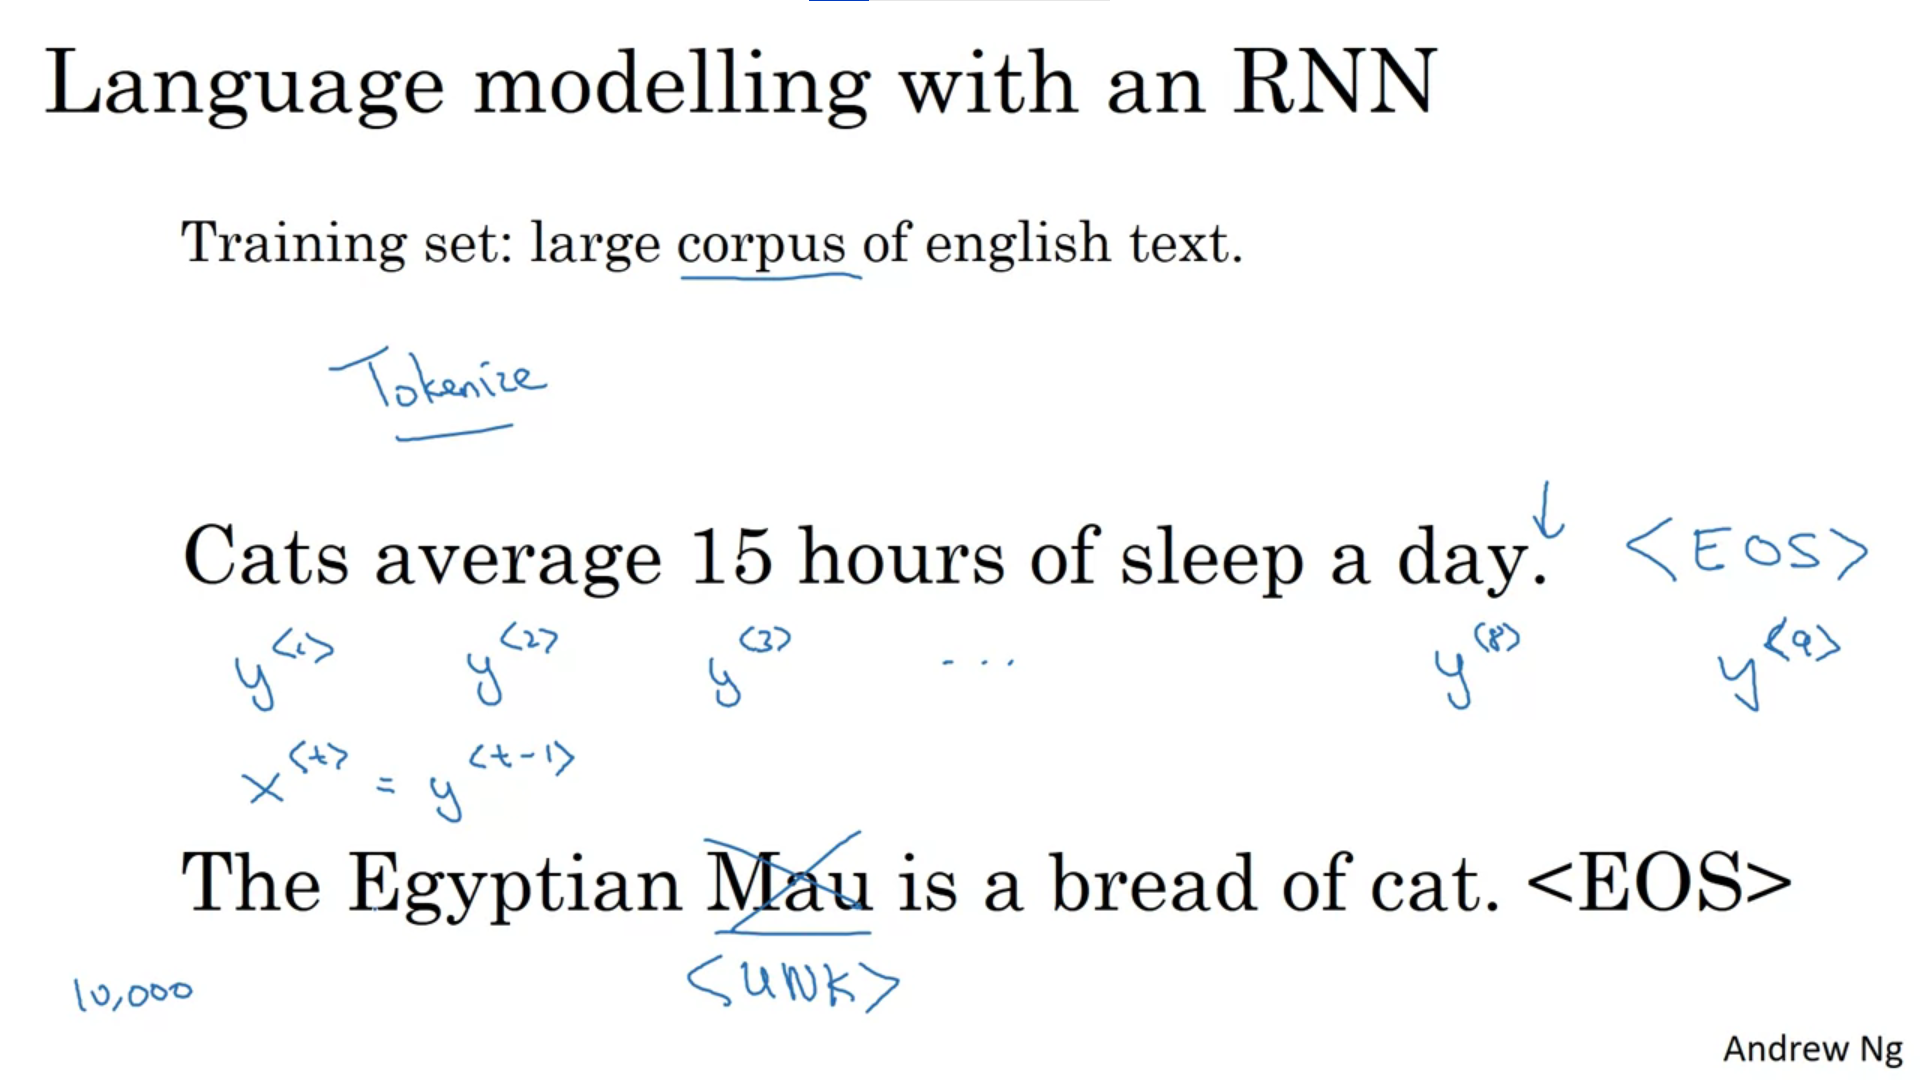 Language modelling with an RNN
Training set: large corpus of english text.
Tokenize
Cats average 15 hours of sleep a day. <EOS>
y<1> y<2> y<3> ... y<8> y<9>
x<t> = y<t-1>
The Egyptian Mau is a bread of cat. <EOS>
10,000 <UNK>
Andrew Ng